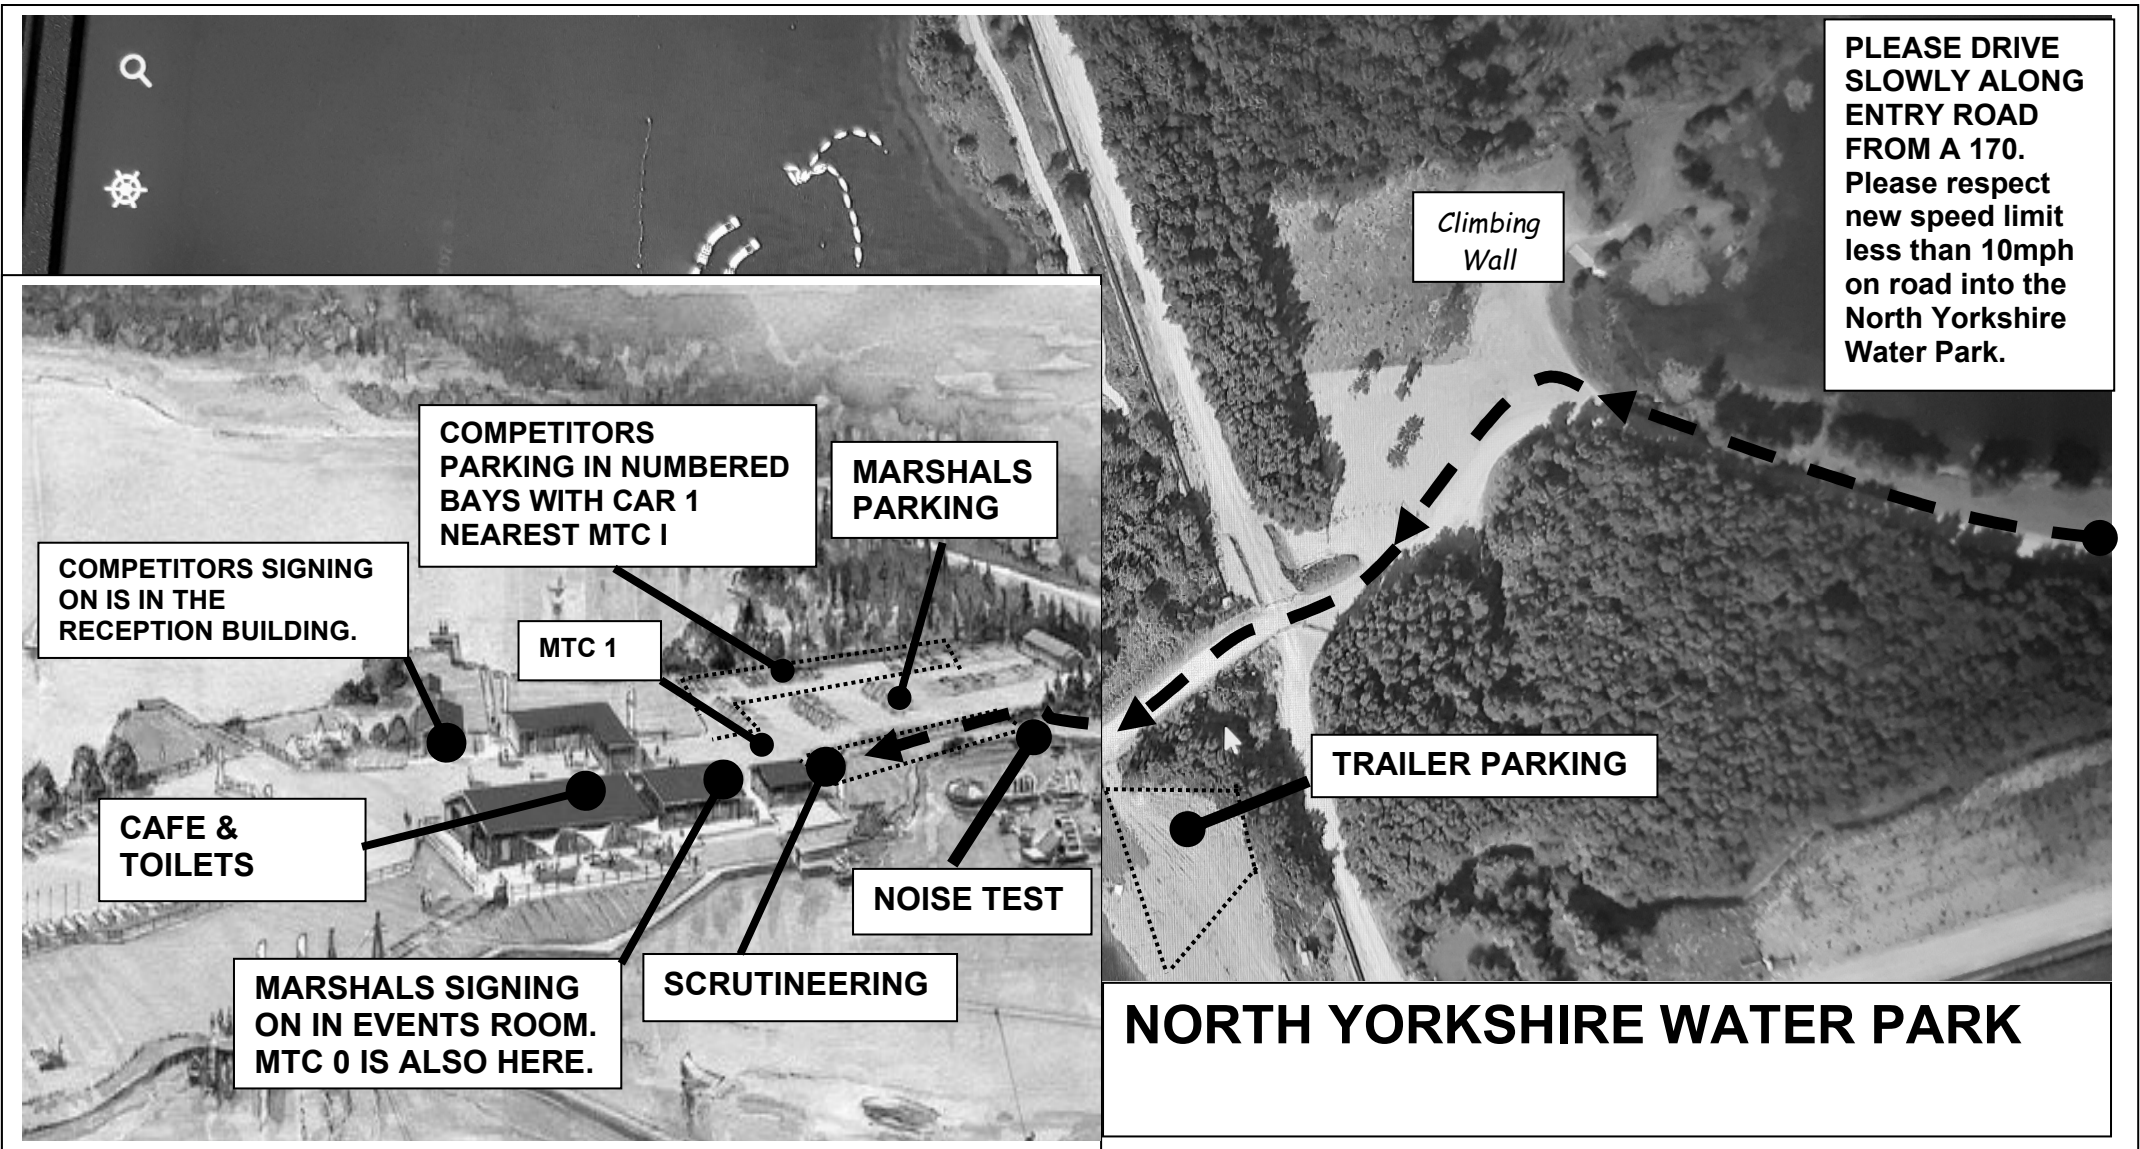 PLEASE DRIVE
SLOWLY ALONG
ENTRY ROAD
FROM A 170.
Please respect
new speed limit
less than 10mph
on road into the
North Yorkshire
Water Park.
Climbing
Wall
COMPETITORS
PARKING IN NUMBERED
BAYS WITH CAR 1
NEAREST MTC I
MARSHALS
PARKING
COMPETITORS SIGNING
ON IS IN THE
RECEPTION BUILDING.
MTC 1
TRAILER PARKING
CAFE &
TOILETS
NOISE TEST
SCRUTINEERING
MARSHALS SIGNING
ON IN EVENTS ROOM.
MTC 0 IS ALSO HERE.
NORTH YORKSHIRE WATER PARK